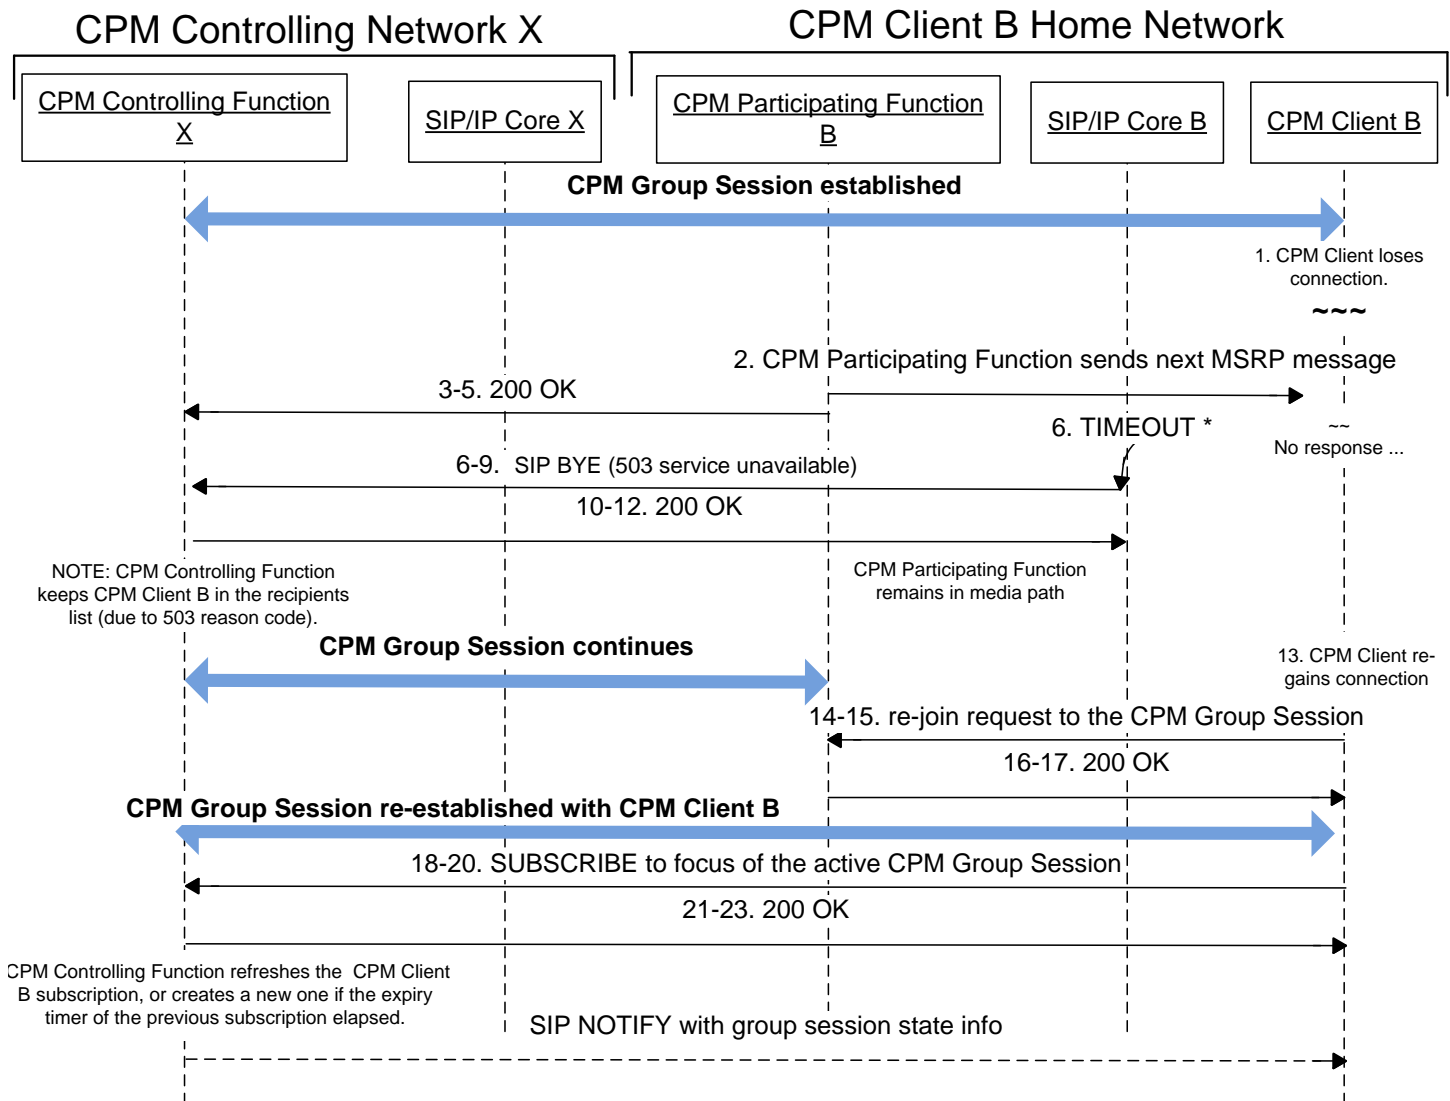 CPM Controlling Network X
CPM Client B Home Network
CPM Controlling Function
X
SIP/IP Core X
CPM Participating Function
B
SIP/IP Core B
CPM Client B
CPM Group Session established
1. CPM Client loses
connection.
~~~
2. CPM Participating Function sends next MSRP message
3-5. 200 OK
6. TIMEOUT *
~~
No response ...
6-9. SIP BYE (503 service unavailable)
10-12. 200 OK
NOTE: CPM Controlling Function
keeps CPM Client B in the recipients
list (due to 503 reason code).
CPM Participating Function
remains in media path
CPM Group Session continues
13. CPM Client re-
gains connection
14-15. re-join request to the CPM Group Session
16-17. 200 OK
CPM Group Session re-established with CPM Client B
18-20. SUBSCRIBE to focus of the active CPM Group Session
21-23. 200 OK
CPM Controlling Function refreshes the CPM Client
B subscription, or creates a new one if the expiry
timer of the previous subscription elapsed.
SIP NOTIFY with group session state info